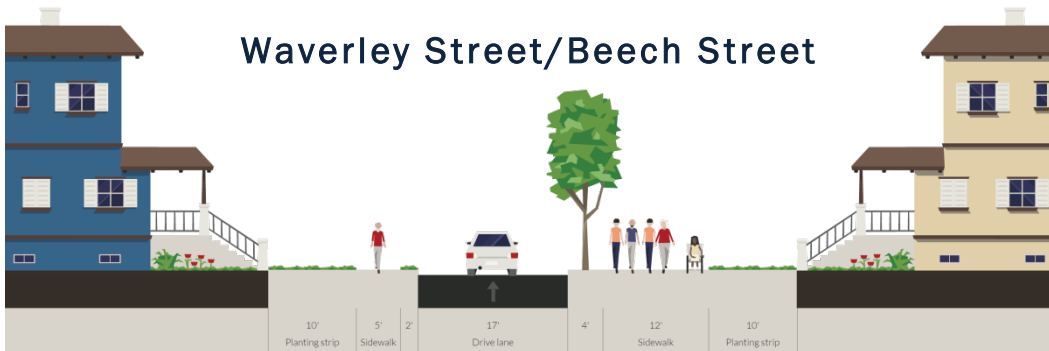 Waverley Street/Beech Street
10' 5' 2' 17' 4' 12' 10'
Planting strip Sidewalk Drive lane Sidewalk Planting strip